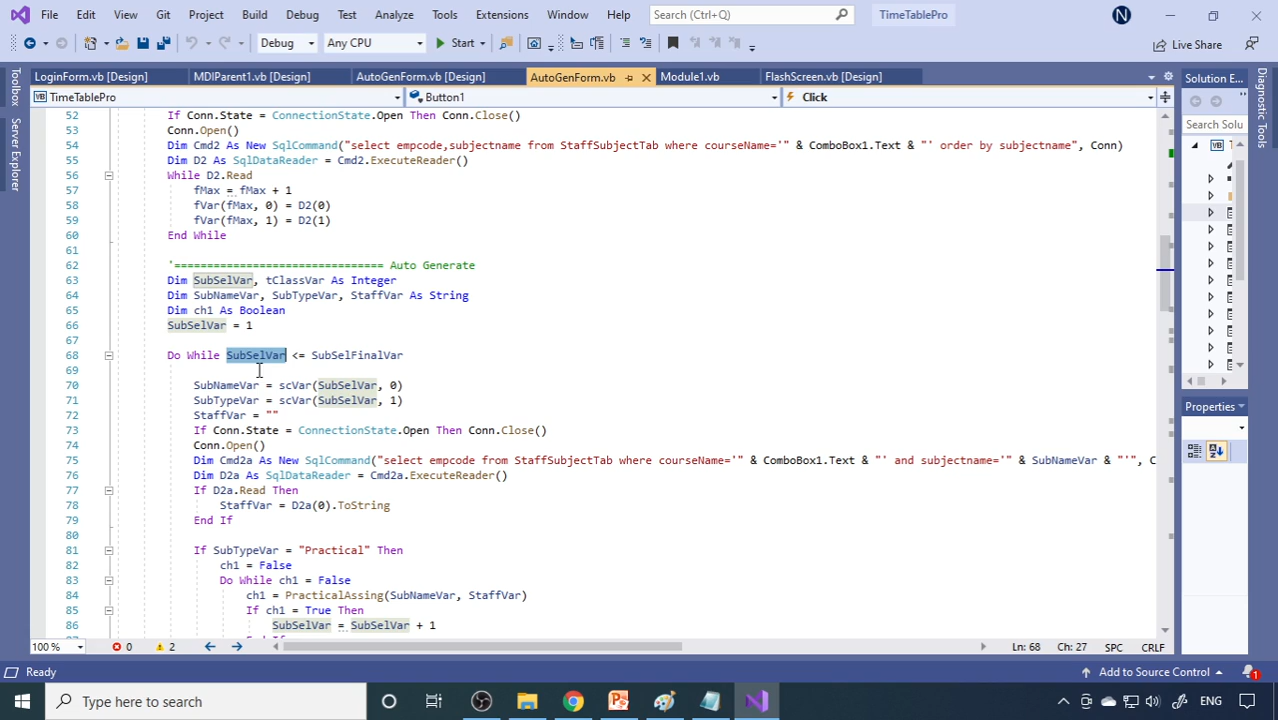 File Edit View Git Project Build Debug Test Analyze Tools Extensions Window Help Search (Ctrl+Q) TimeTablePro N
Debug Any CPU Start Live Share
LoginForm.vb [Design] MDIParent1.vb [Design] AutoGenForm.vb [Design] AutoGenForm.vb Module1.vb FlashScreen.vb [Design] Solution E...
TimeTablePro Button1 Click
Toolbox
Server Explorer
Diagnostic Tools
Search Solu
52 If Conn.State = ConnectionState.Open Then Conn.Close()
53 Conn.Open()
54 Dim Cmd2 As New SqlCommand("select empcode,subjectname from StaffSubjectTab where courseName='" & ComboBox1.Text & "' order by subjectname", Conn)
55 Dim D2 As SqlDataReader = Cmd2.ExecuteReader()
56 While D2.Read
57 fMax = fMax + 1
58 fVar(fMax, 0) = D2(0)
59 fVar(fMax, 1) = D2(1)
60 End While
61
62 '=============================== Auto Generate
63 Dim SubSelVar, tClassVar As Integer
64 Dim SubNameVar, SubTypeVar, StaffVar As String
65 Dim ch1 As Boolean
66 SubSelVar = 1
67
68 Do While SubSelVar <= SubSelFinalVar
69
70 SubNameVar = scVar(SubSelVar, 0)
71 SubTypeVar = scVar(SubSelVar, 1)
72 StaffVar = ""
73 If Conn.State = ConnectionState.Open Then Conn.Close()
74 Conn.Open()
75 Dim Cmd2a As New SqlCommand("select empcode from StaffSubjectTab where courseName='" & ComboBox1.Text & "' and subjectname='" & SubNameVar & "'", C
76 Dim D2a As SqlDataReader = Cmd2a.ExecuteReader()
77 If D2a.Read Then
78 StaffVar = D2a(0).ToString
79 End If
80
81 If SubTypeVar = "Practical" Then
82 ch1 = False
83 Do While ch1 = False
84 ch1 = PracticalAssing(SubNameVar, StaffVar)
85 If ch1 = True Then
86 SubSelVar = SubSelVar + 1
Properties
100 % 0 2 Ln: 68 Ch: 27 SPC CRLF
Ready Add to Source Control 1
Type here to search ENG